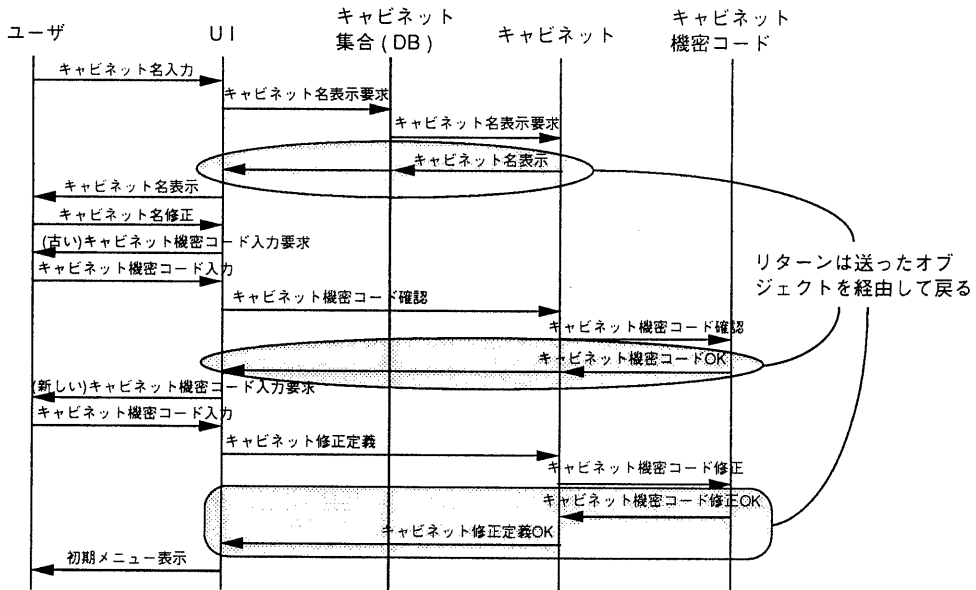 ユーザ
UI
キャビネット
集合(DB)
キャビネット
キャビネット
機密コード
キャビネット名入力
キャビネット名表示要求
キャビネット名表示要求
キャビネット名表示
キャビネット名表示
キャビネット名修正
(古い)キャビネット機密コード入力要求
キャビネット機密コード入力
リターンは送ったオブ
ジェクトを経由して戻る
キャビネット機密コード確認
キャビネット機密コード確認
キャビネット機密コードOK
(新しい)キャビネット機密コード入力要求
キャビネット機密コード入力
キャビネット修正定義
キャビネット機密コード修正
キャビネット機密コード修正OK
キャビネット修正定義OK
初期メニュー表示